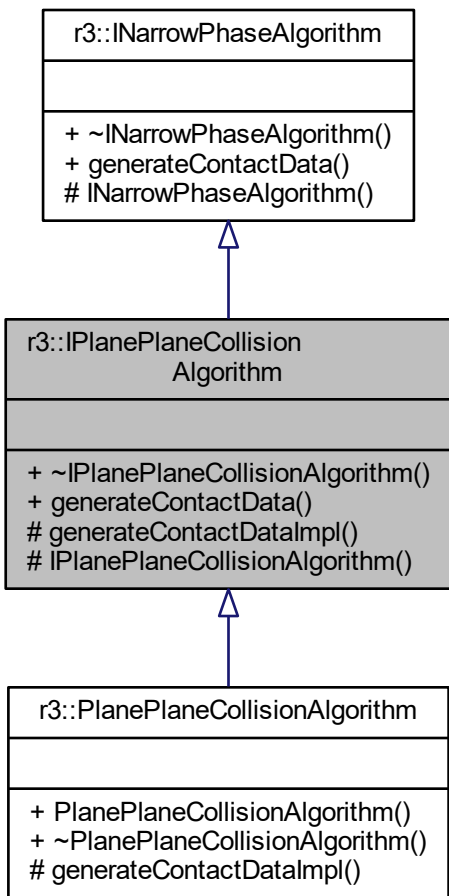 r3::INarrowPhaseAlgorithm
+ ~INarrowPhaseAlgorithm()
+ generateContactData()
# INarrowPhaseAlgorithm()
r3::IPlanePlaneCollision
Algorithm
+ ~IPlanePlaneCollisionAlgorithm()
+ generateContactData()
# generateContactDataImpl()
# IPlanePlaneCollisionAlgorithm()
r3::PlanePlaneCollisionAlgorithm
+ PlanePlaneCollisionAlgorithm()
+ ~PlanePlaneCollisionAlgorithm()
# generateContactDataImpl()